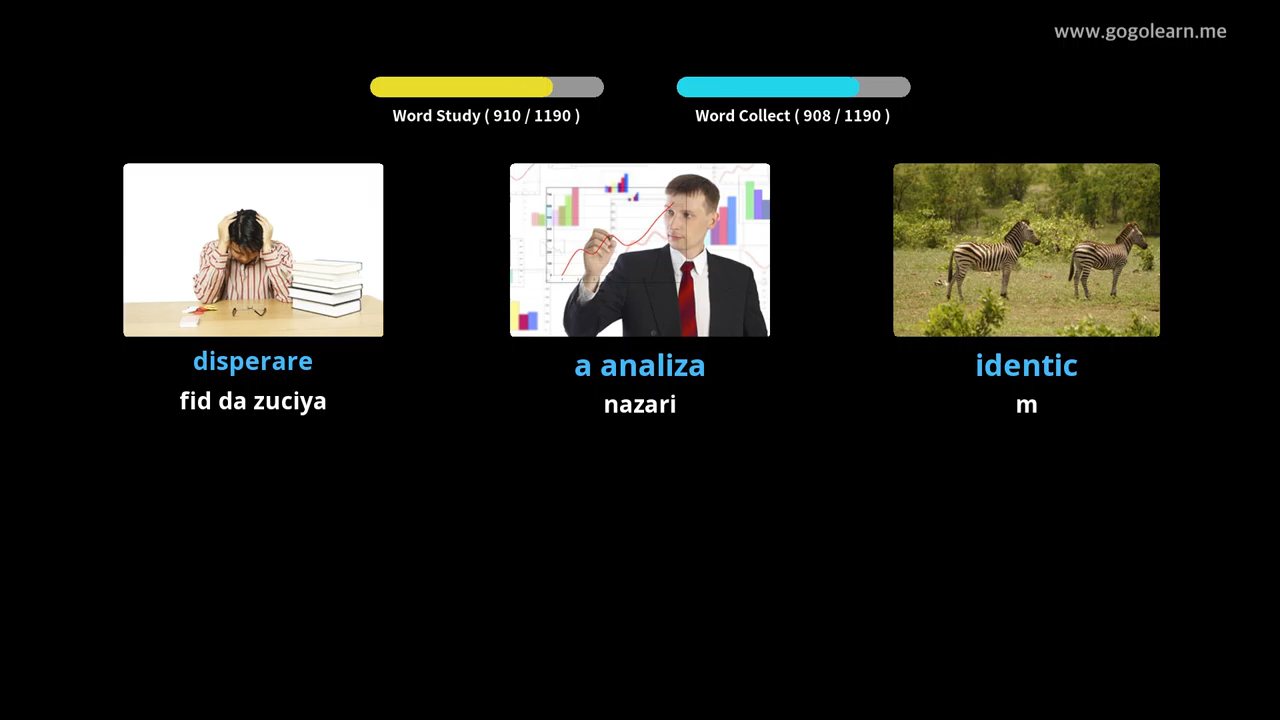 www.gogolearn.me
Word Study ( 910 / 1190 )
Word Collect ( 908 / 1190 )
disperare
fid da zuciya
a analiza
nazari
identic
m